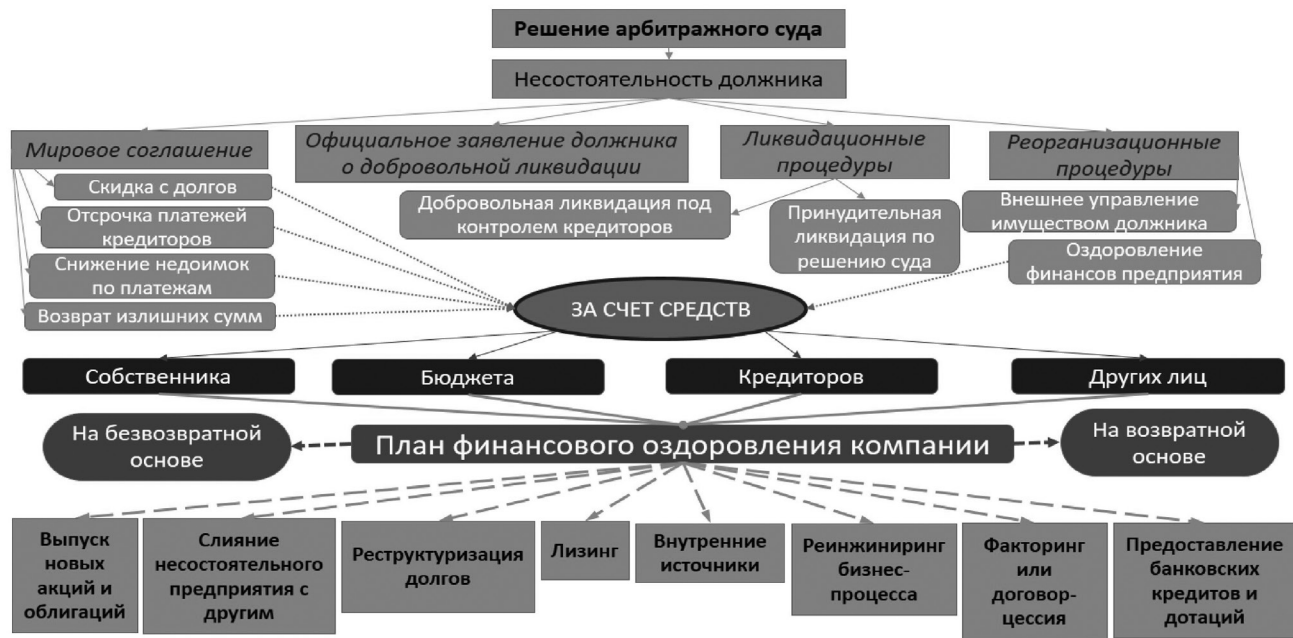 Решение арбитражного суда
Несостоятельность должника
Мировое соглашение
Официальное заявление должника
о добровольной ликвидации
Ликвидационные
процедуры
Реорганизационные
процедуры
Скидка с долгов
Отсрочка платежей
кредиторов
Снижение недоимок
по платежам
Возврат излишних сумм
Добровольная ликвидация под
контролем кредиторов
Принудительная
ликвидация по
решению суда
Внешнее управление
имуществом должника
Оздоровление
финансов предприятия
ЗА СЧЕТ СРЕДСТВ
Собственника
Бюджета
Кредиторов
Других лиц
На безвозвратной
основе
План финансового оздоровления компании
На возвратной
основе
Выпуск
новых
акций и
облигаций
Слияние
несостоятельного
предприятия с
другим
Реструктуризация
долгов
Лизинг
Внутренние
источники
Реинжиниринг
бизнес-
процесса
Факторинг
или
договор-
цессия
Предоставление
банковских
кредитов и
дотаций